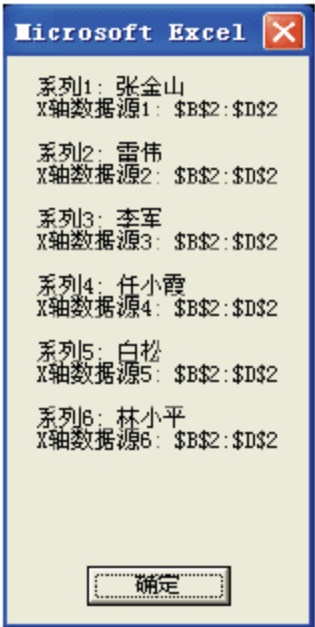 Microsoft Excel
系列1: 张金山
X轴数据源1: $B$2:$D$2
系列2: 雷伟
X轴数据源2: $B$2:$D$2
系列3: 李军
X轴数据源3: $B$2:$D$2
系列4: 任小霞
X轴数据源4: $B$2:$D$2
系列5: 白松
X轴数据源5: $B$2:$D$2
系列6: 林小平
X轴数据源6: $B$2:$D$2
确定